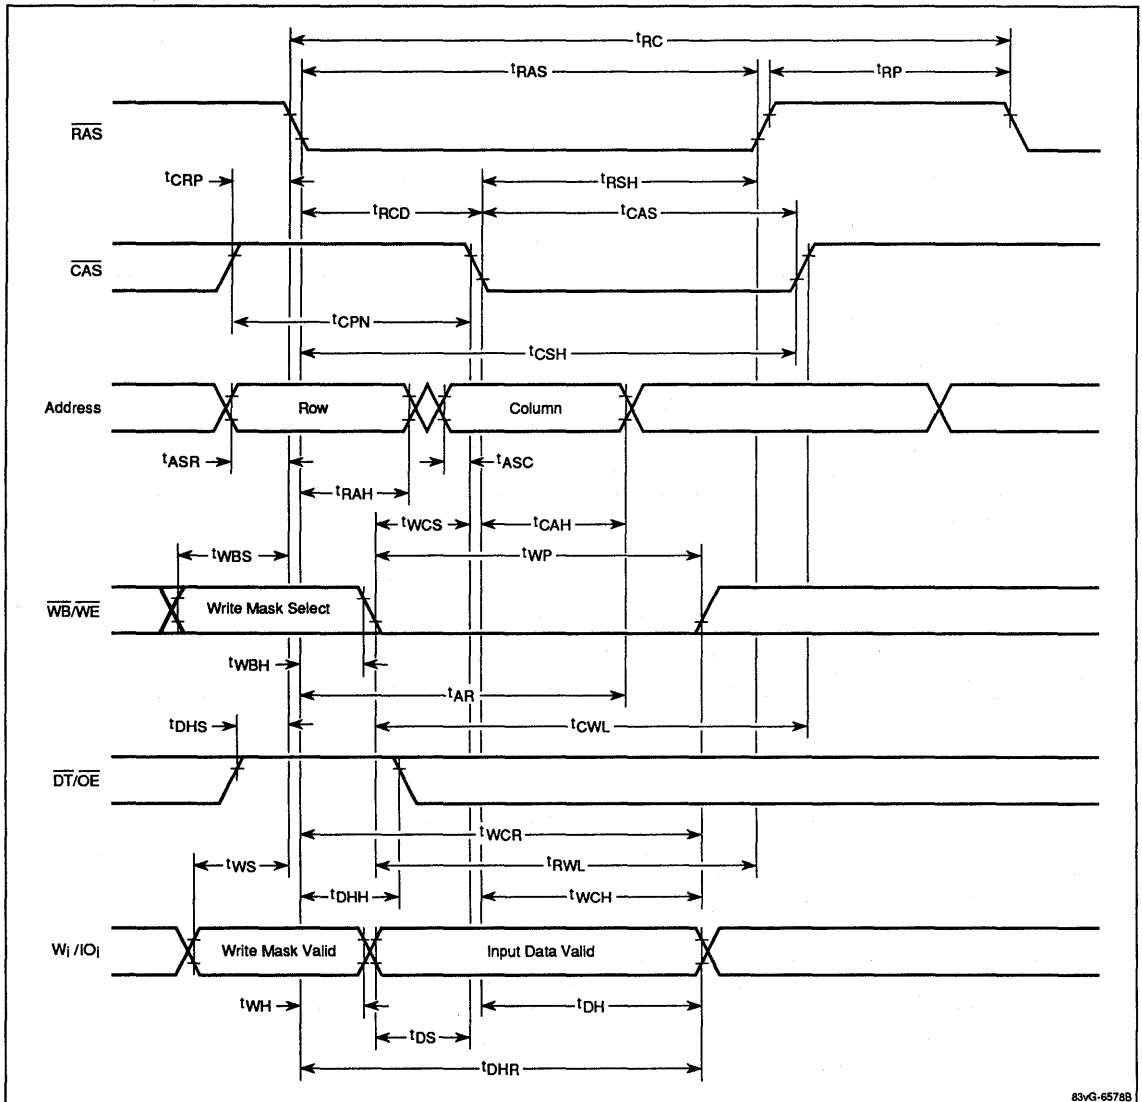 tRC
tRAS
tRP
RAS
tCRP
tRSH
tRCD
tCAS
CAS
tCPN
tCSH
Address
Row
Column
tASR
tASC
tRAH
tWCS
tCAH
tWBS
tWP
WB/WE
Write Mask Select
tWBH
tAR
tDHS
tCWL
DT/OE
tWCR
tWS
tRWL
tDHH
tWCH
Wi /IOi
Write Mask Valid
Input Data Valid
tWH
tDH
tDS
tDHR
83vG-6578B